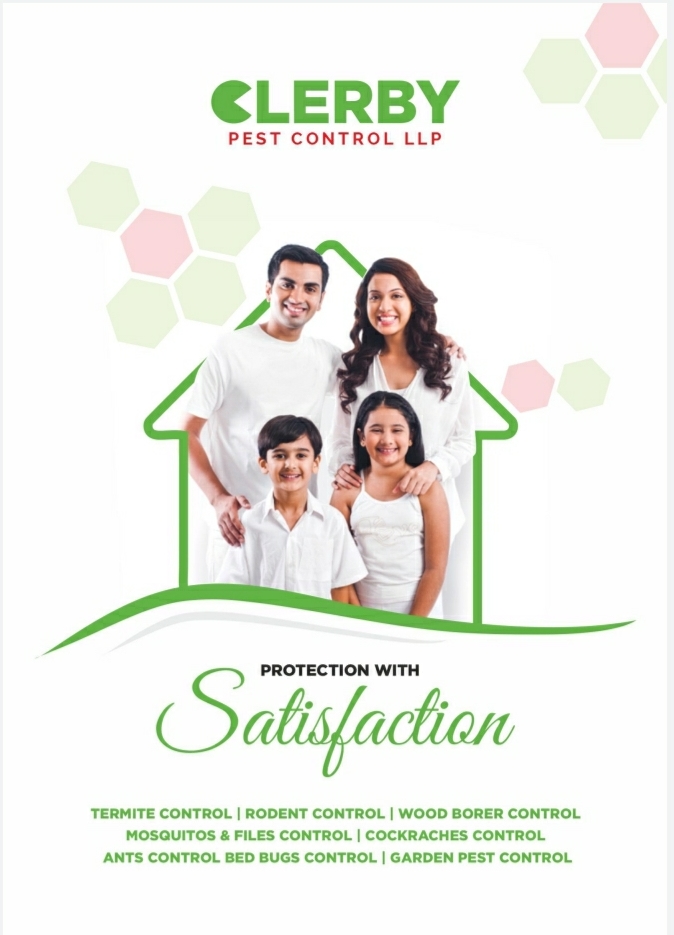 CLERBY
PEST CONTROL LLP
PROTECTION WITH
Satisfaction
TERMITE CONTROL | RODENT CONTROL | WOOD BORER CONTROL
MOSQUITOS & FILES CONTROL | COCKRACHES CONTROL
ANTS CONTROL BED BUGS CONTROL | GARDEN PEST CONTROL